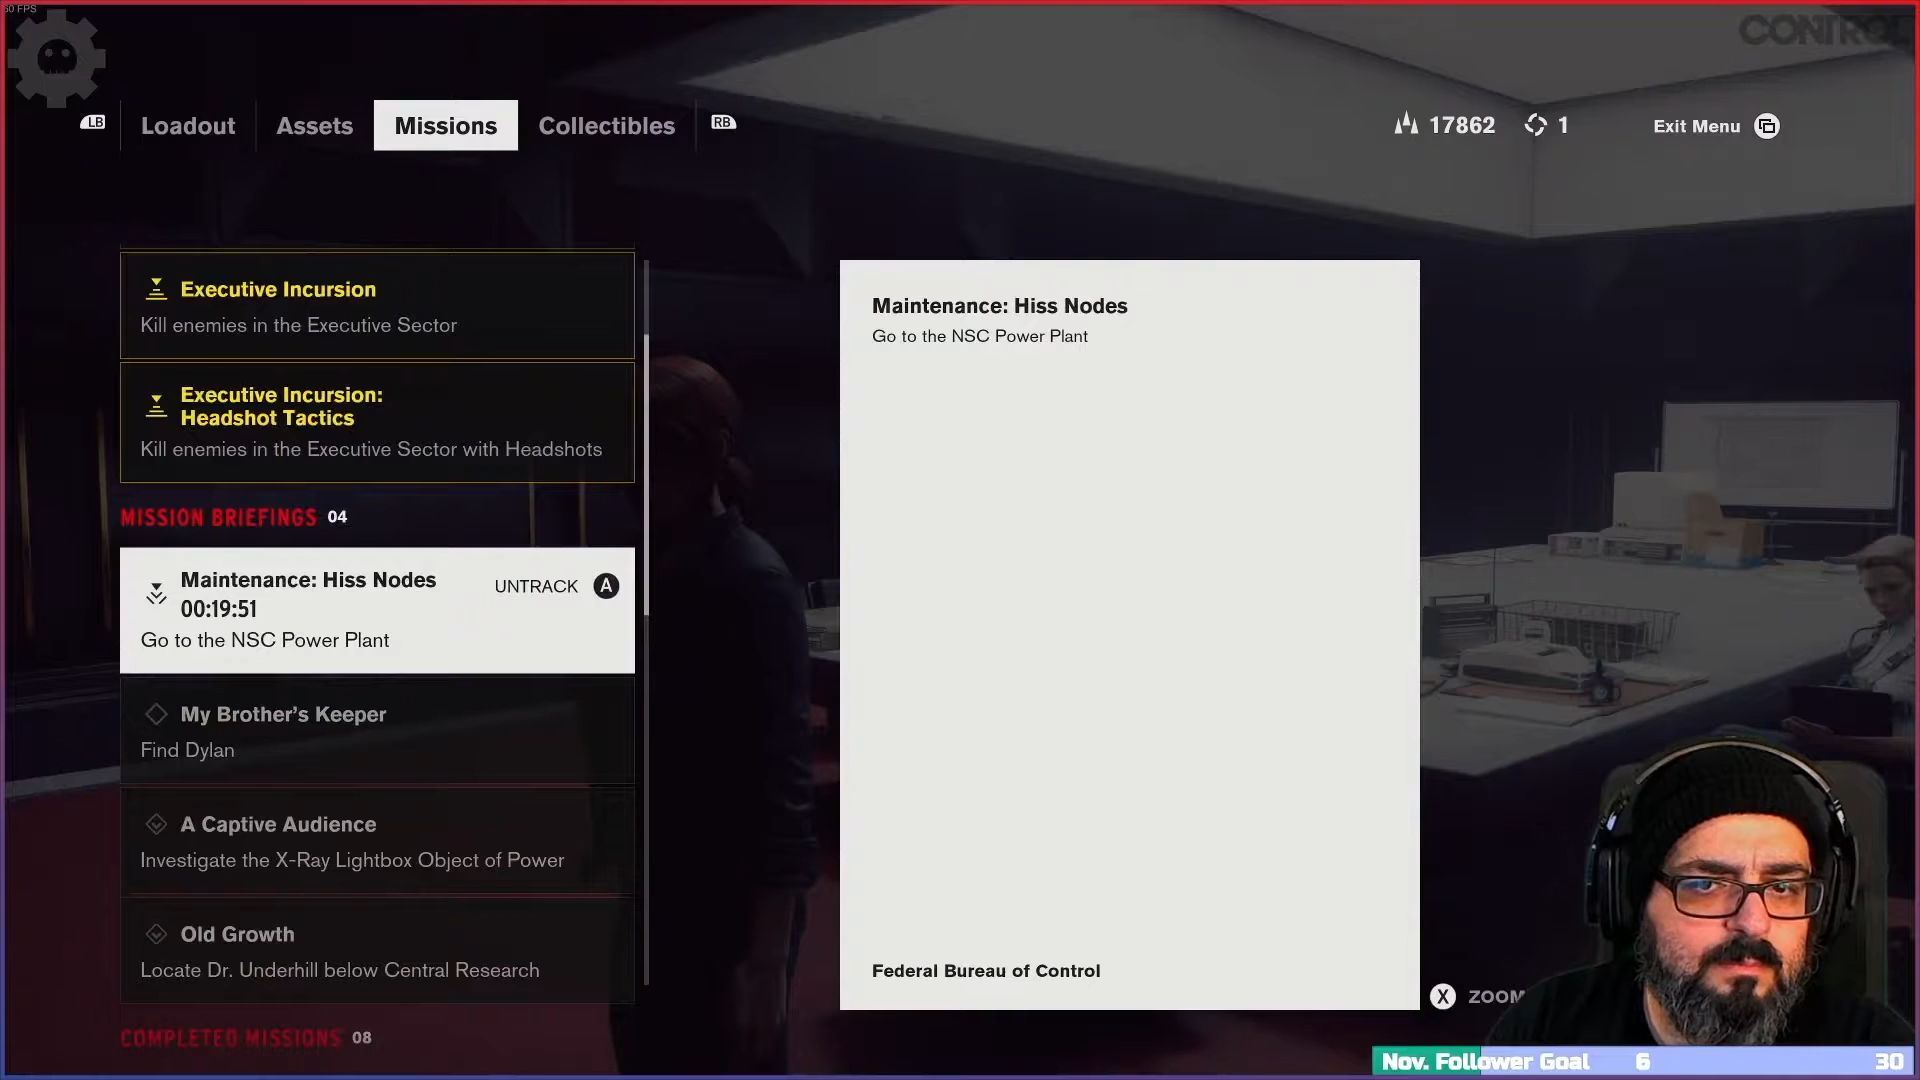 60 FPS
CONTROL
LB
Loadout
Assets
Missions
Collectibles
RB
17862
1
Exit Menu
Executive Incursion
Kill enemies in the Executive Sector
Executive Incursion:
Headshot Tactics
Kill enemies in the Executive Sector with Headshots
MISSION BRIEFINGS 04
Maintenance: Hiss Nodes
00:19:51
UNTRACK A
Go to the NSC Power Plant
My Brother's Keeper
Find Dylan
A Captive Audience
Investigate the X-Ray Lightbox Object of Power
Old Growth
Locate Dr. Underhill below Central Research
COMPLETED MISSIONS 08
Maintenance: Hiss Nodes
Go to the NSC Power Plant
Federal Bureau of Control
X ZOOM
Nov. Follower Goal 6 30